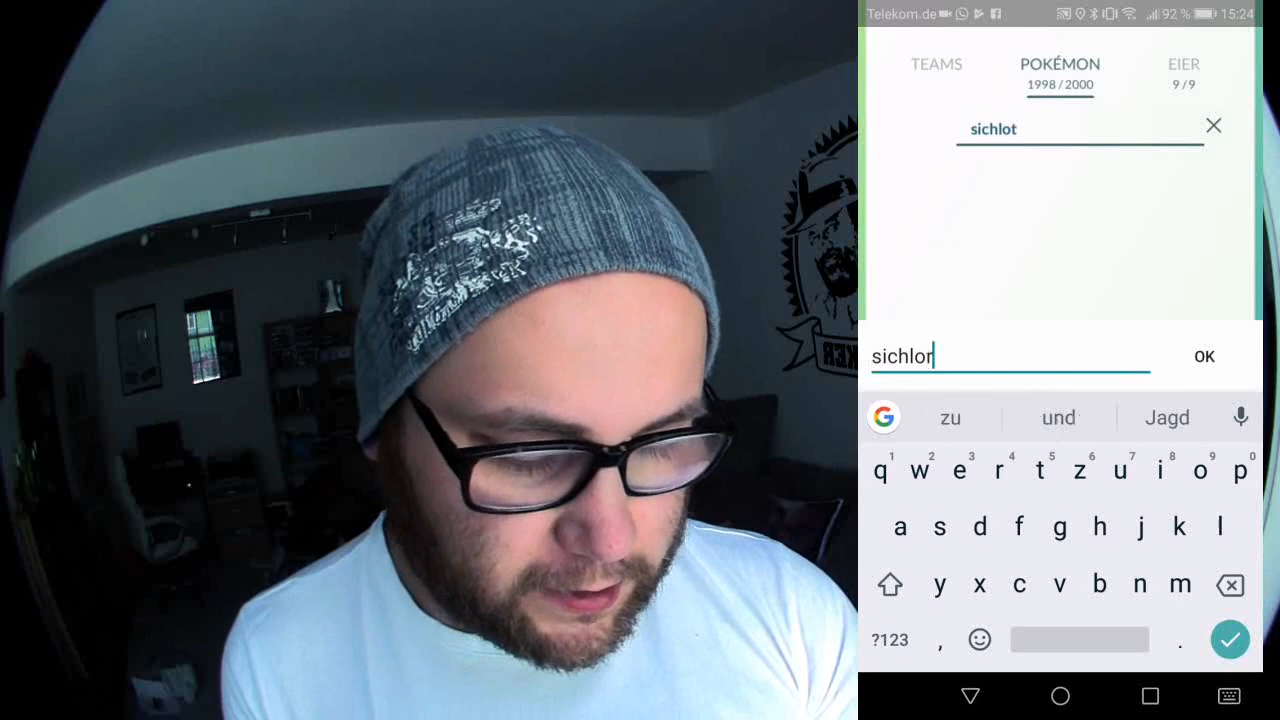 Telekom.de 92 % 15:24
TEAMS POKÉMON EIER
1998 / 2000 9 / 9
sichlot
sichlor OK
G zu und Jagd
1 2 3 4 5 6 7 8 9 0
q w e r t z u i o p
a s d f g h j k l
y x c v b n m
?123 , .